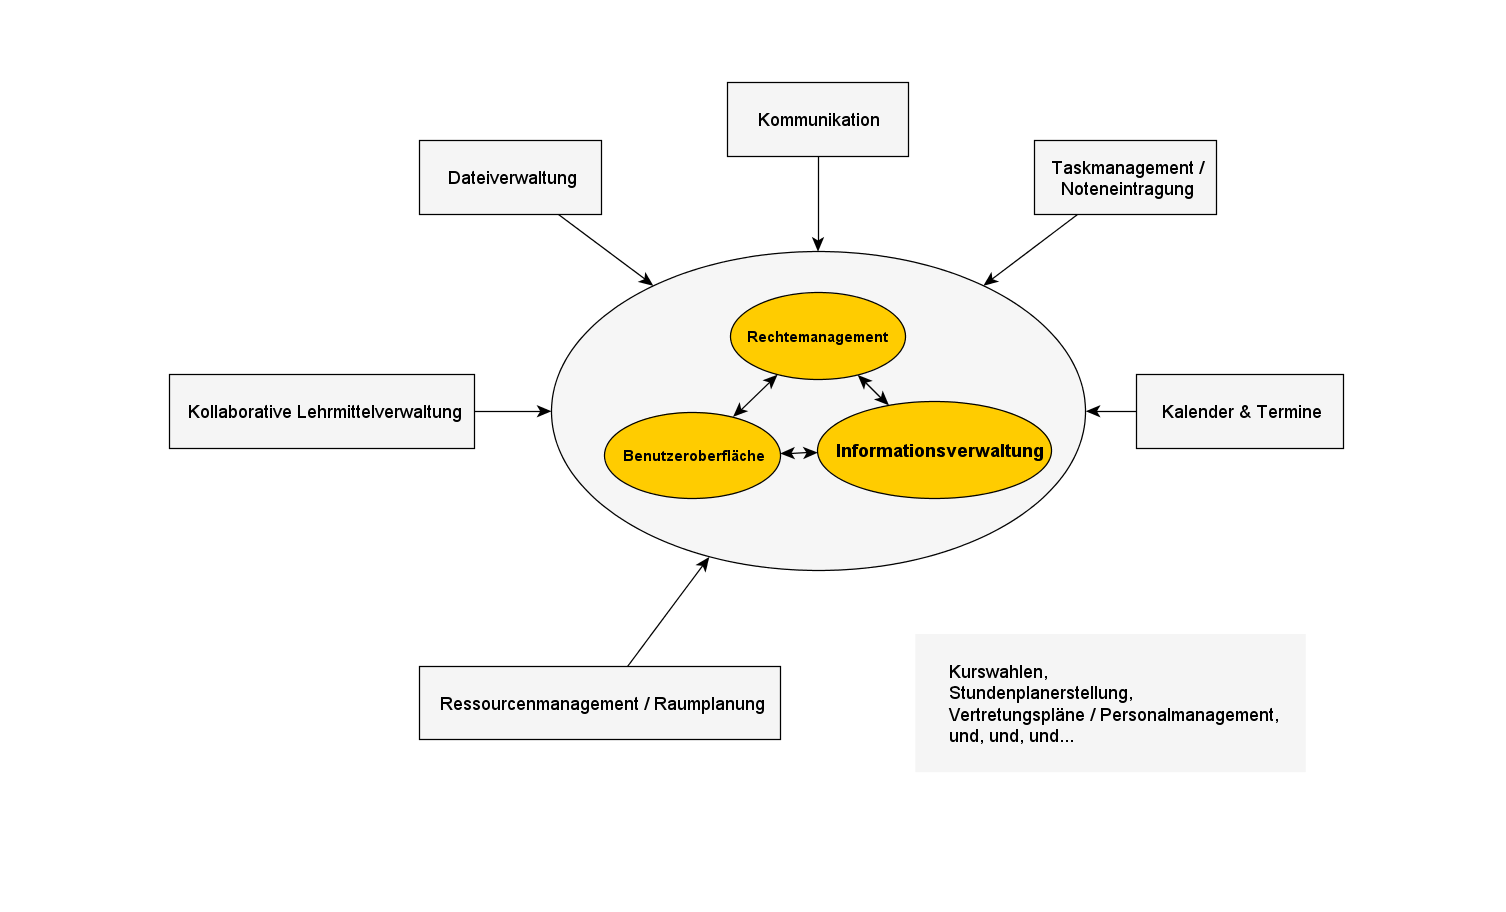 Kommunikation
Dateiverwaltung
Taskmanagement /
Noteneintragung
Rechtemanagement
Kollaborative Lehrmittelverwaltung
Kalender & Termine
Benutzeroberfläche
Informationsverwaltung
Ressourcenmanagement / Raumplanung
Kurswahlen,
Stundenplanerstellung,
Vertretungspläne / Personalmanagement,
und, und, und...